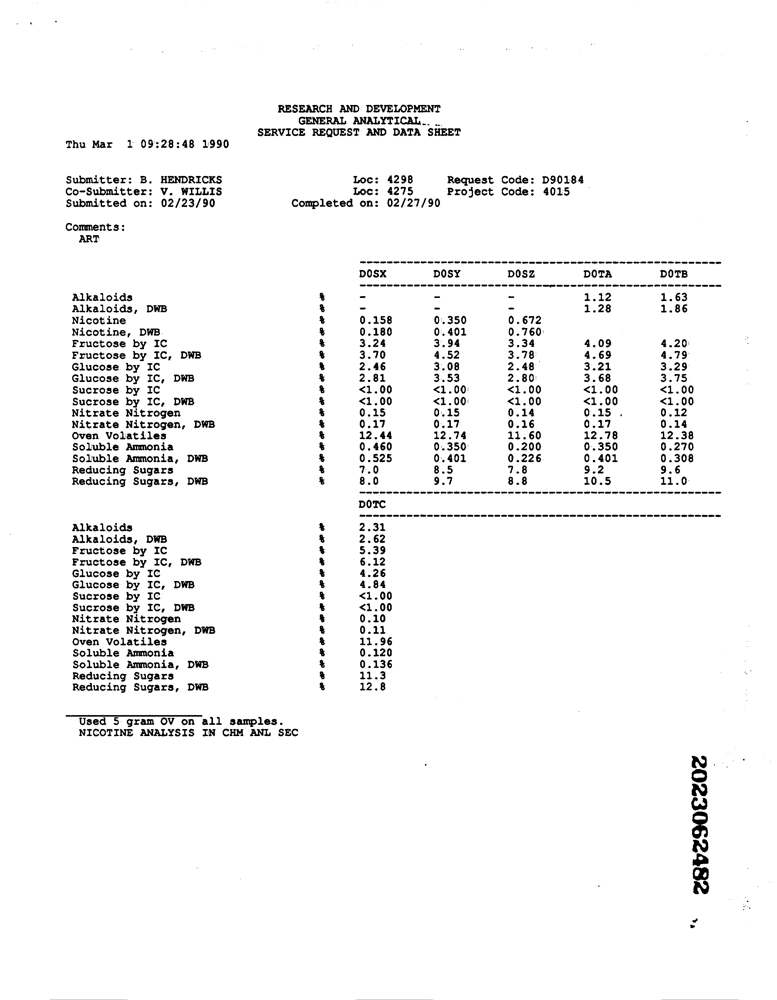 RESEARCH AND DEVELOPMENT
GENERAL ANALYTICAL
SERVICE REQUEST AND DATA SHEET
Thu Mar 1 09:28:48 1990
Submitter: B. HENDRICKS Loc: 4298 Request Code: D90184
Co-Submitter: V. WILLIS Loc: 4275 Project Code: 4015
Submitted on: 02/23/90 Completed on: 02/27/90
Comments:
ART
D0SX D0SY D0SZ D0TA D0TB
Alkaloids % - - - 1.12 1.63
Alkaloids, DWB % - - - 1.28 1.86
Nicotine % 0.158 0.350 0.672
Nicotine, DWB % 0.180 0.401 0.760
Fructose by IC % 3.24 3.94 3.34 4.09 4.20
Fructose by IC, DWB % 3.70 4.52 3.78 4.69 4.79
Glucose by IC % 2.46 3.08 2.48 3.21 3.29
Glucose by IC, DWB % 2.81 3.53 2.80 3.68 3.75
Sucrose by IC % <1.00 <1.00 <1.00 <1.00 <1.00
Sucrose by IC, DWB % <1.00 <1.00 <1.00 <1.00 <1.00
Nitrate Nitrogen % 0.15 0.15 0.14 0.15 0.12
Nitrate Nitrogen, DWB % 0.17 0.17 0.16 0.17 0.14
Oven Volatiles % 12.44 12.74 11.60 12.78 12.38
Soluble Ammonia % 0.460 0.350 0.200 0.350 0.270
Soluble Ammonia, DWB % 0.525 0.401 0.226 0.401 0.308
Reducing Sugars % 7.0 8.5 7.8 9.2 9.6
Reducing Sugars, DWB % 8.0 9.7 8.8 10.5 11.0
D0TC
Alkaloids % 2.31
Alkaloids, DWB % 2.62
Fructose by IC % 5.39
Fructose by IC, DWB % 6.12
Glucose by IC % 4.26
Glucose by IC, DWB % 4.84
Sucrose by IC % <1.00
Sucrose by IC, DWB % <1.00
Nitrate Nitrogen % 0.10
Nitrate Nitrogen, DWB % 0.11
Oven Volatiles % 11.96
Soluble Ammonia % 0.120
Soluble Ammonia, DWB % 0.136
Reducing Sugars % 11.3
Reducing Sugars, DWB % 12.8
Used 5 gram OV on all samples.
NICOTINE ANALYSIS IN CHM ANL SEC
2023062482